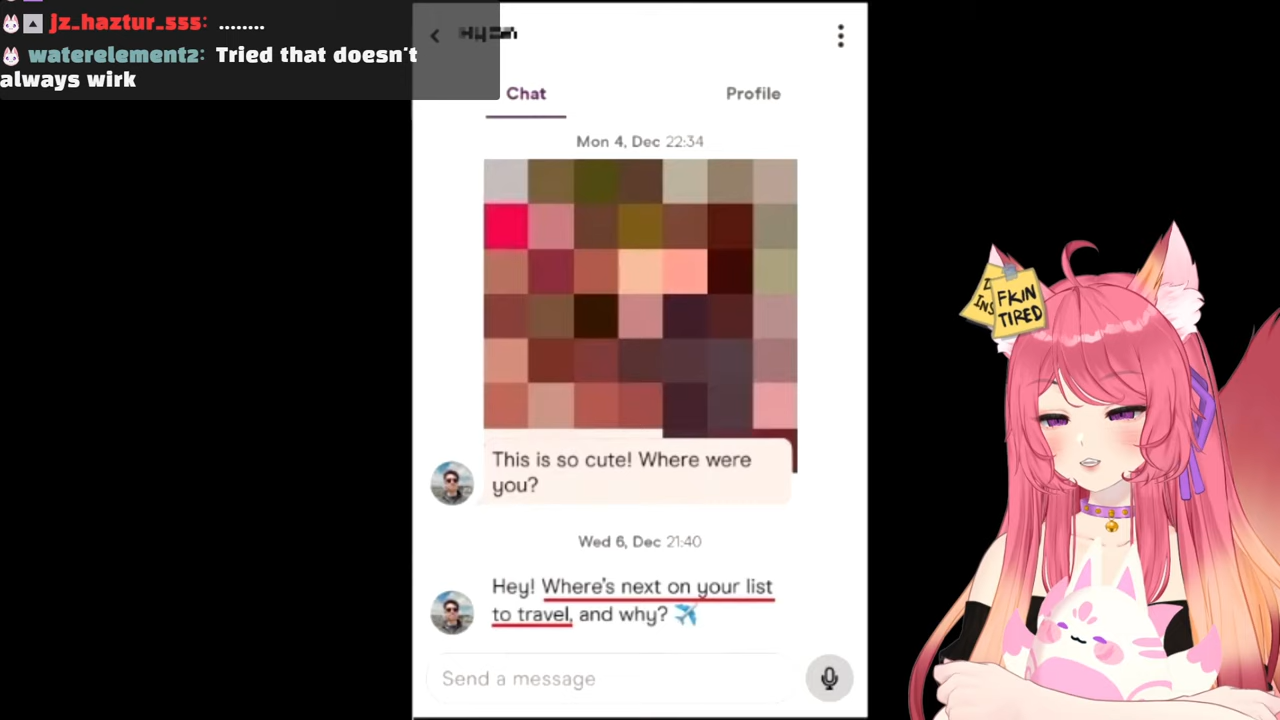 jz_haztur_sss: ........
waterelement2: Tried that doesn't
always wirk
Chat
Profile
Mon 4, Dec 22:34
This is so cute! Where were
you?
Wed 6, Dec 21:40
Hey! Where's next on your list
to travel, and why? ✈️
Send a message
FKIN
TIRED